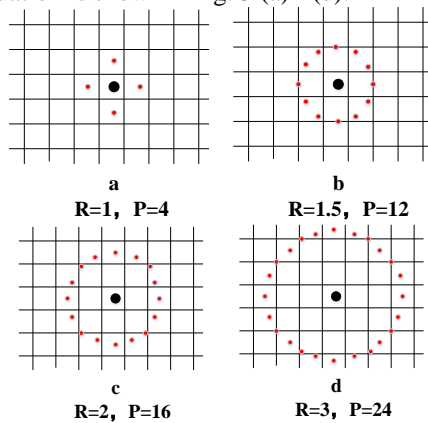 a
b
R=1, P=4
R=1.5, P=12
c
d
R=2, P=16
R=3, P=24